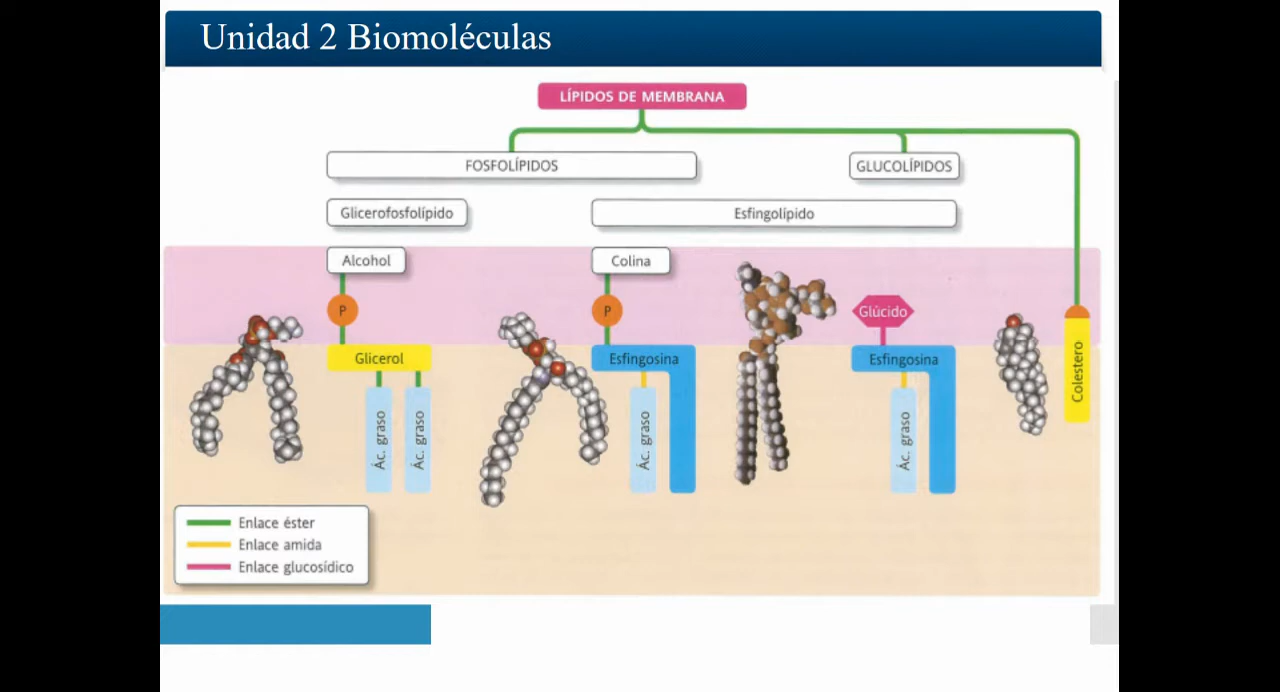 Unidad 2 Biomoléculas
LÍPIDOS DE MEMBRANA
FOSFOLÍPIDOS
GLUCOLÍPIDOS
Glicerofosfolípido
Esfingolípido
Alcohol
Colina
P
P
Glúcido
Glicerol
Esfingosina
Esfingosina
Colestero
Ác. graso
Ác. graso
Ác. graso
Ác. graso
Enlace éster
Enlace amida
Enlace glucosídico